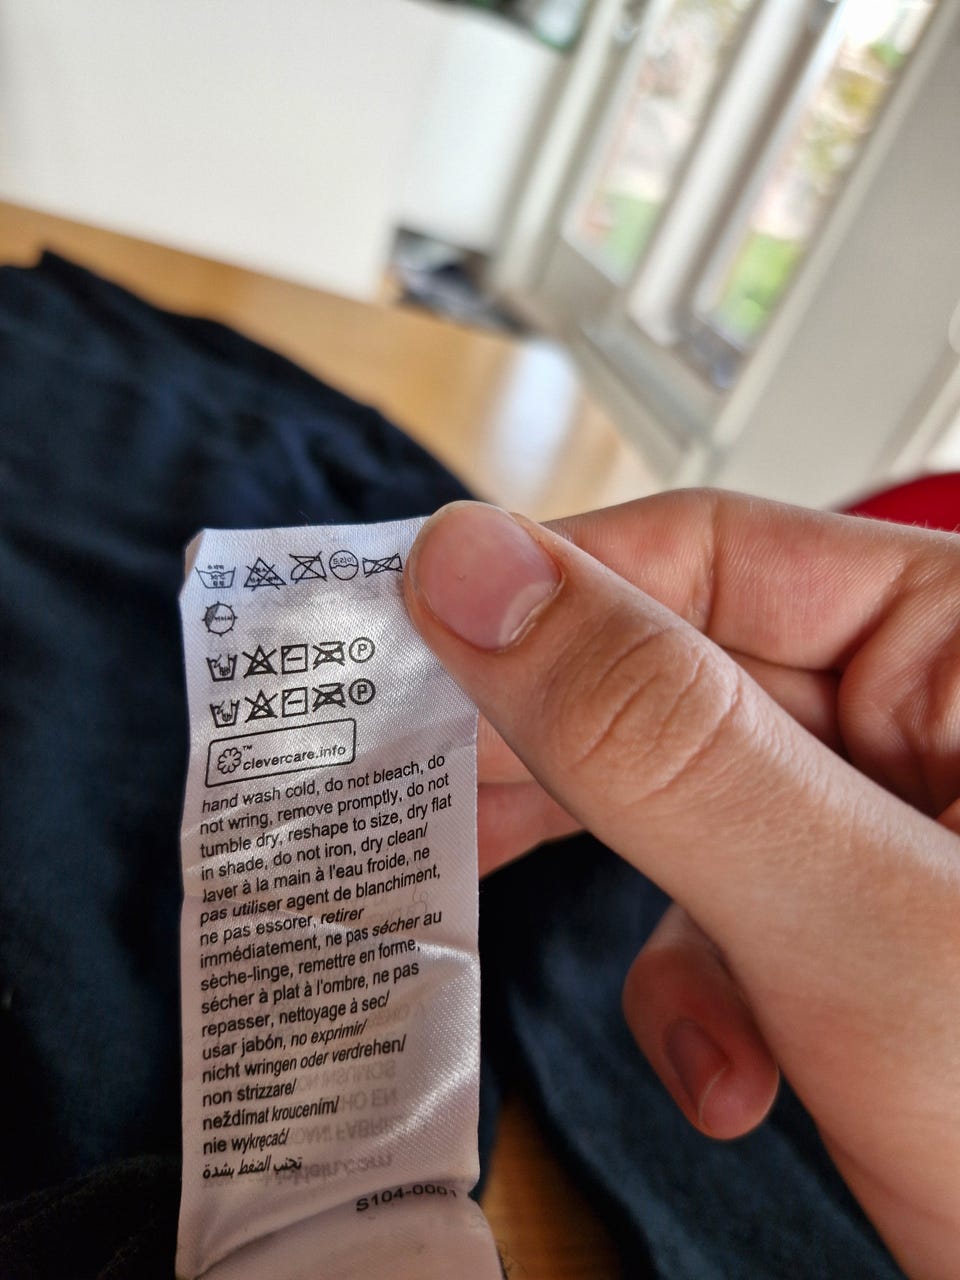 P
P
™
clevercare.info
hand wash cold, do not bleach, do
not wring, remove promptly, do not
tumble dry, reshape to size, dry flat
in shade, do not iron, dry clean/
laver à la main à l'eau froide, ne
pas utiliser agent de blanchiment,
ne pas essorer, retirer
immédiatement, ne pas sécher au
sèche-linge, remettre en forme,
sécher à plat à l'ombre, ne pas
repasser, nettoyage à sec/
usar jabón, no exprimir/
nicht wringen oder verdrehen/
non strizzare/
neždímat kroucením/
nie wykręcać/
تجنب الضغط بشدة
S104-0001